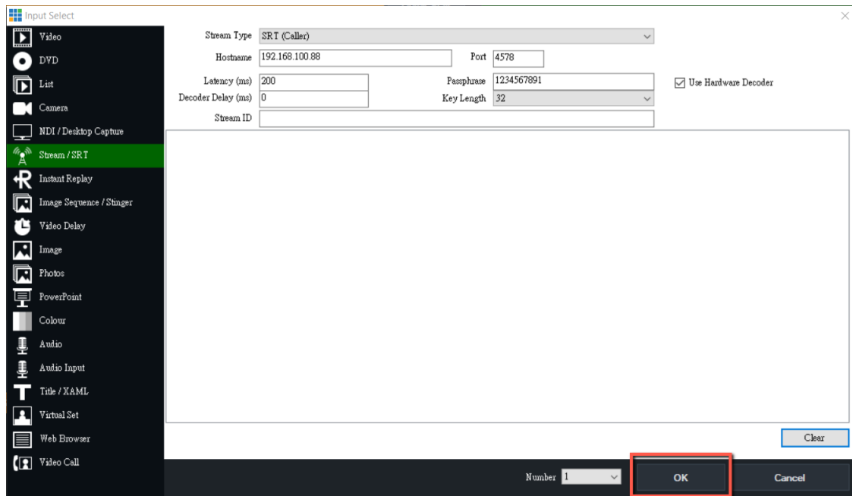 Input Select
Video
DVD
List
Camera
NDI / Desktop Capture
Stream / SRT
Instant Replay
Image Sequence / Stinger
Video Delay
Image
Photos
PowerPoint
Colour
Audio
Audio Input
Title / XAML
Virtual Set
Web Browser
Video Call
Stream Type SRT (Caller)
Hostname 192.168.100.88 Port 4578
Latency (ms) 200 Passphrase 1234567891 Use Hardware Decoder
Decoder Delay (ms) 0 Key Length 32
Stream ID
Clear
Number 1 OK Cancel